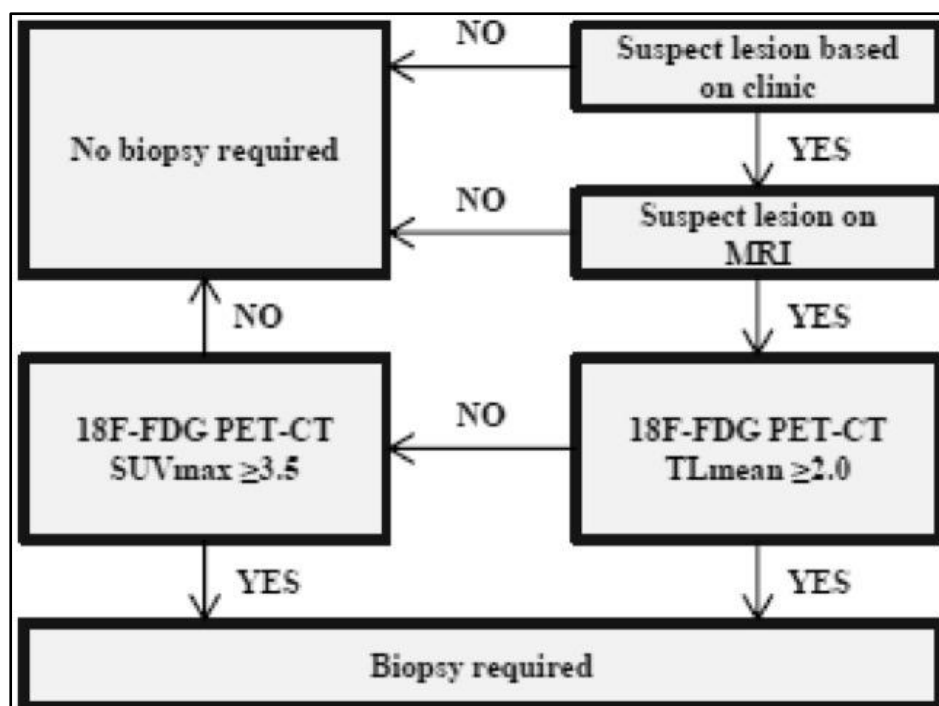 NO
Suspect lesion based
on clinic
No biopsy required
YES
NO
Suspect lesion on
MRI
NO
YES
18F-FDG PET-CT
SUVmax ≥3.5
NO
18F-FDG PET-CT
TLmean ≥2.0
YES
YES
Biopsy required